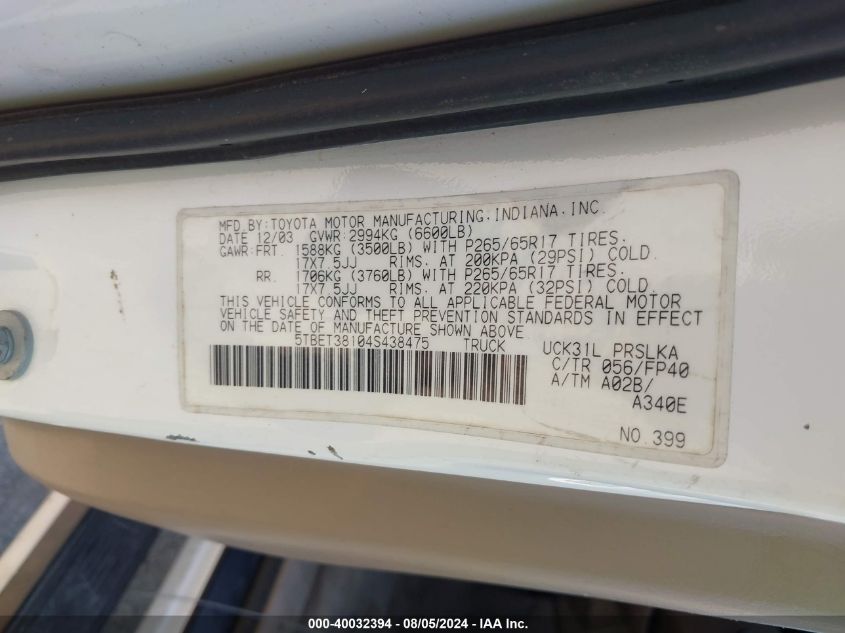 MFD.BY:TOYOTA MOTOR MANUFACTURING.INDIANA.INC.
DATE 12/03 GVWR:2994KG (6600LB)
GAWR:FRT. 1588KG (3500LB) WITH P265/65R17 TIRES.
17X7.5JJ RIMS. AT 200KPA (29PSI) COLD.
RR. 1706KG (3760LB) WITH P265/65R17 TIRES.
17X7.5JJ RIMS. AT 220KPA (32PSI) COLD.
THIS VEHICLE CONFORMS TO ALL APPLICABLE FEDERAL MOTOR
VEHICLE SAFETY AND THEFT PREVENTION STANDARDS IN EFFECT
ON THE DATE OF MANUFACTURE SHOWN ABOVE
5TBET38104S438475 TRUCK
UCK31L PRSLKA
C/TR 056/FP40
A/TM A02B/
A340E
NO.399
000-40032394 - 08/05/2024 - IAA Inc.